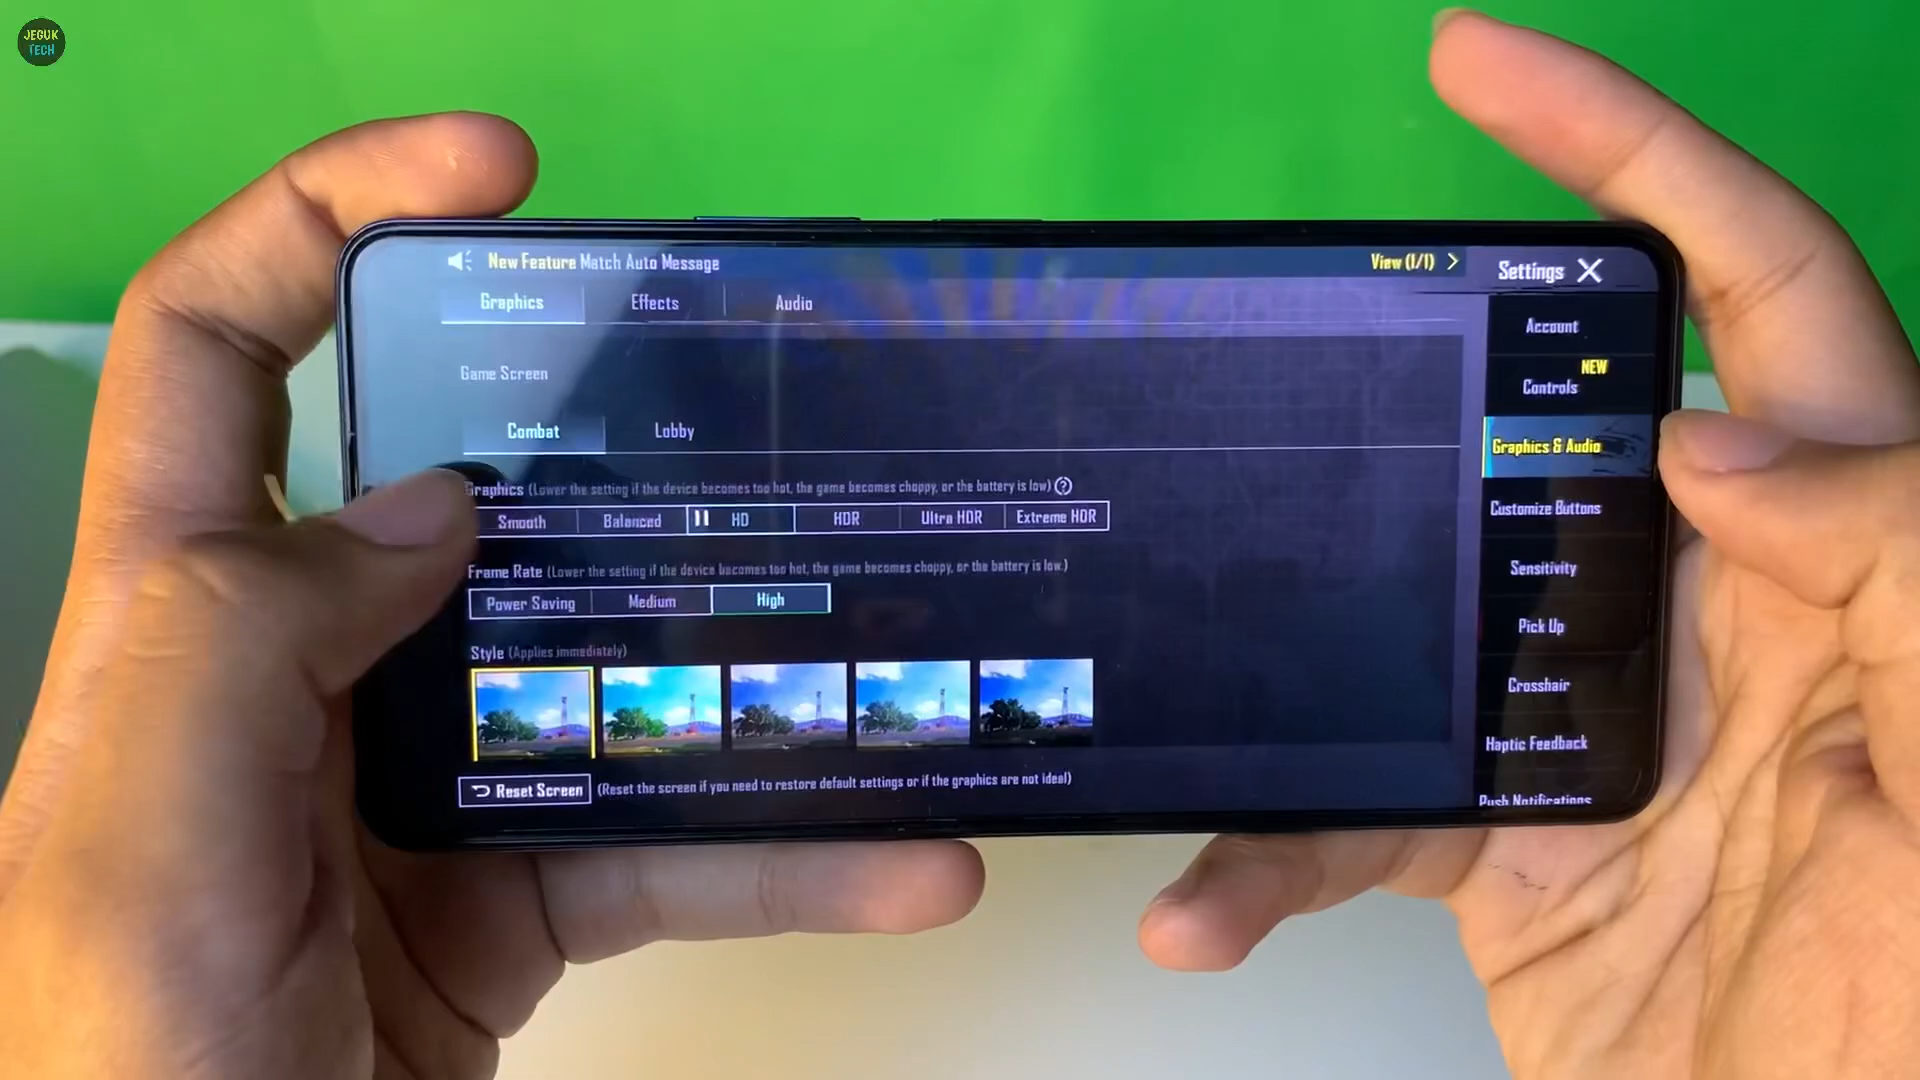 JEGUK
TECH
New Feature Match Auto Message
View (1/1) >
Settings X
Graphics
Effects
Audio
Game Screen
Combat
Lobby
Graphics (Lower the setting if the device becomes too hot, the game becomes choppy, or the battery is low) ?
Smooth
Balanced
HD
HDR
Ultra HDR
Extreme HDR
Frame Rate (Lower the setting if the device becomes too hot, the game becomes choppy, or the battery is low.)
Power Saving
Medium
High
Style (Applies immediately)
Reset Screen
(Reset the screen if you need to restore default settings or if the graphics are not ideal)
Account
NEW
Controls
Graphics & Audio
Customize Buttons
Sensitivity
Pick Up
Crosshair
Haptic Feedback
Push Notifications